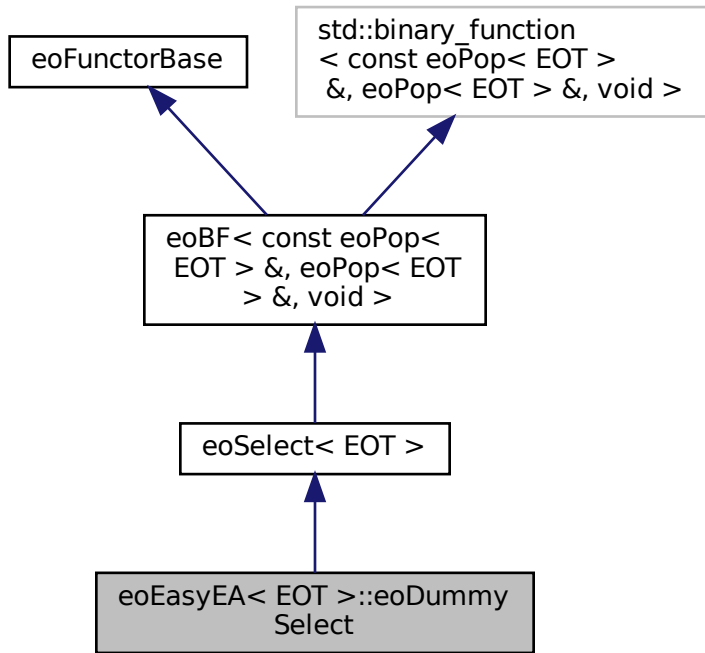 std::binary_function
< const eoPop< EOT >
&, eoPop< EOT > &, void >
eoFunctorBase
eoBF< const eoPop<
EOT > &, eoPop< EOT
> &, void >
eoSelect< EOT >
eoEasyEA< EOT >::eoDummy
Select